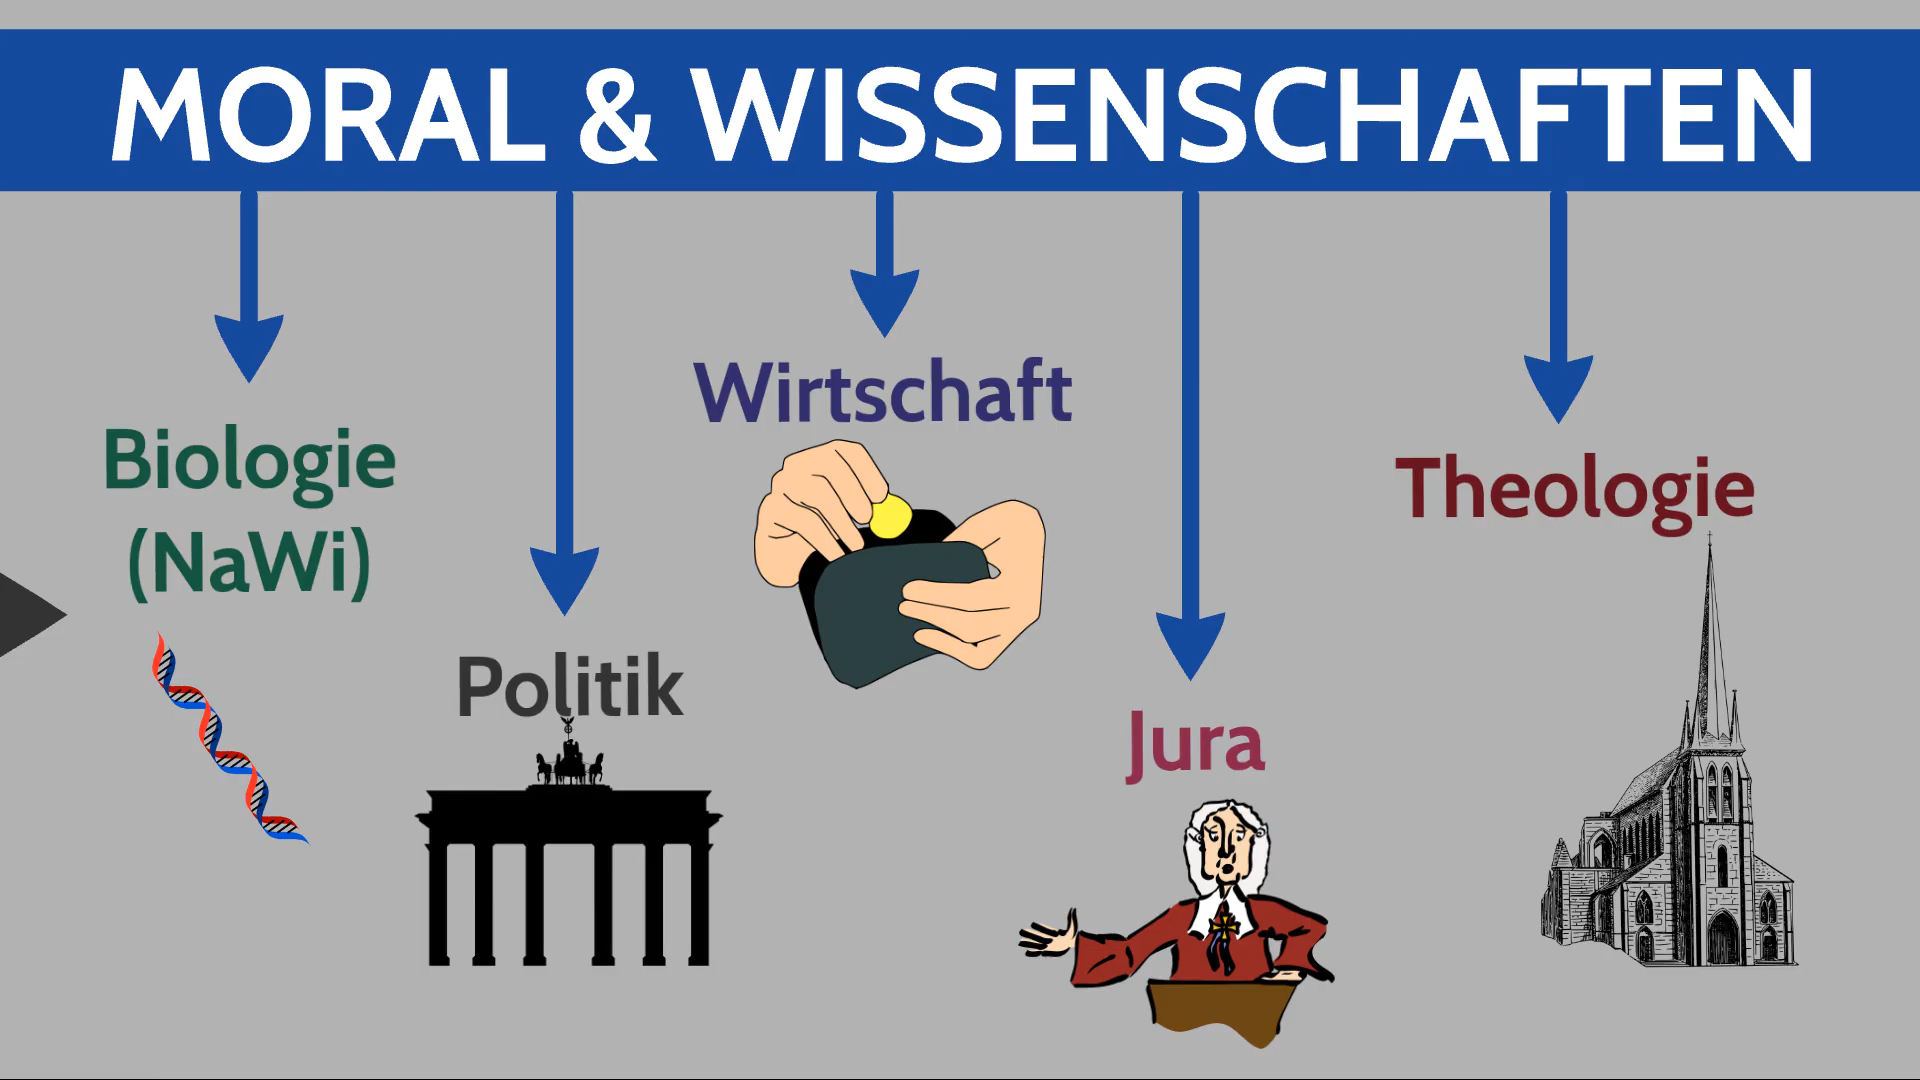 MORAL & WISSENSCHAFTEN
Biologie
(NaWi)
Politik
Wirtschaft
Jura
Theologie